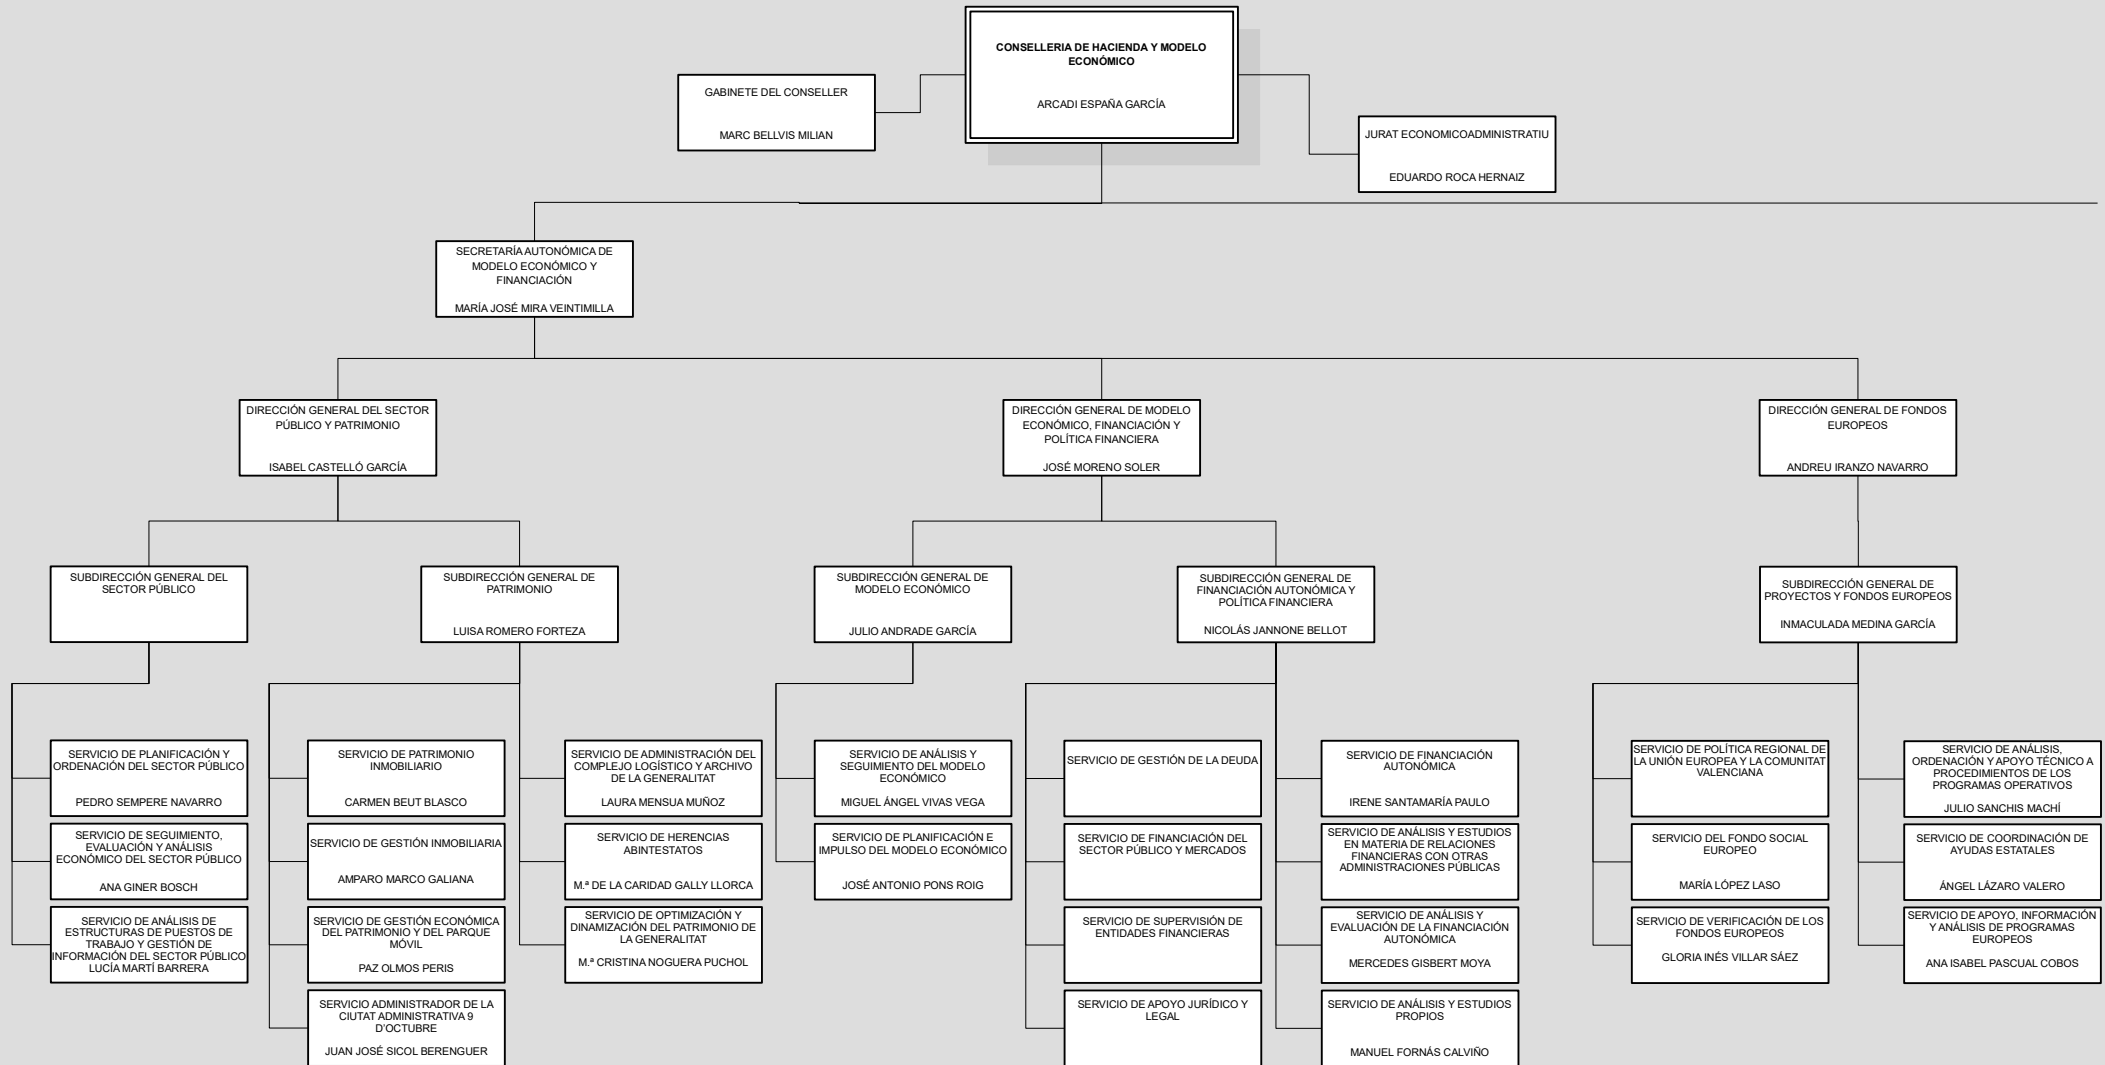 CONSELLERIA DE HACIENDA Y MODELO
ECONÓMICO
ARCADI ESPAÑA GARCÍA
GABINETE DEL CONSELLER
MARC BELLVIS MILIAN
JURAT ECONOMICOADMINISTRATIU
EDUARDO ROCA HERNAIZ
SECRETARÍA AUTONÓMICA DE
MODELO ECONÓMICO Y
FINANCIACIÓN
MARÍA JOSÉ MIRA VEINTIMILLA
DIRECCIÓN GENERAL DEL SECTOR
PÚBLICO Y PATRIMONIO
ISABEL CASTELLÓ GARCÍA
DIRECCIÓN GENERAL DE MODELO
ECONÓMICO, FINANCIACIÓN Y
POLÍTICA FINANCIERA
JOSÉ MORENO SOLER
DIRECCIÓN GENERAL DE FONDOS
EUROPEOS
ANDREU IRANZO NAVARRO
SUBDIRECCIÓN GENERAL DEL
SECTOR PÚBLICO
SUBDIRECCIÓN GENERAL DE
PATRIMONIO
LUISA ROMERO FORTEZA
SUBDIRECCIÓN GENERAL DE
MODELO ECONÓMICO
JULIO ANDRADE GARCÍA
SUBDIRECCIÓN GENERAL DE
FINANCIACIÓN AUTONÓMICA Y
POLÍTICA FINANCIERA
NICOLÁS JANNONE BELLOT
SUBDIRECCIÓN GENERAL DE
PROYECTOS Y FONDOS EUROPEOS
INMACULADA MEDINA GARCÍA
SERVICIO DE PLANIFICACIÓN Y
ORDENACIÓN DEL SECTOR PÚBLICO
PEDRO SEMPERE NAVARRO
SERVICIO DE SEGUIMIENTO,
EVALUACIÓN Y ANÁLISIS
ECONÓMICO DEL SECTOR PÚBLICO
ANA GINER BOSCH
SERVICIO DE ANÁLISIS DE
ESTRUCTURAS DE PUESTOS DE
TRABAJO Y GESTIÓN DE
INFORMACIÓN DEL SECTOR PÚBLICO
LUCÍA MARTÍ BARRERA
SERVICIO DE PATRIMONIO
INMOBILIARIO
CARMEN BEUT BLASCO
SERVICIO DE GESTIÓN INMOBILIARIA
AMPARO MARCO GALIANA
SERVICIO DE GESTIÓN ECONÓMICA
DEL PATRIMONIO Y DEL PARQUE
MÓVIL
PAZ OLMOS PERIS
SERVICIO ADMINISTRADOR DE LA
CIUTAT ADMINISTRATIVA 9
D'OCTUBRE
JUAN JOSÉ SICOL BERENGUER
SERVICIO DE ADMINISTRACIÓN DEL
COMPLEJO LOGÍSTICO Y ARCHIVO
DE LA GENERALITAT
LAURA MENSUA MUÑOZ
SERVICIO DE HERENCIAS
ABINTESTATOS
M.ª DE LA CARIDAD GALLY LLORCA
SERVICIO DE OPTIMIZACIÓN Y
DINAMIZACIÓN DEL PATRIMONIO DE
LA GENERALITAT
M.ª CRISTINA NOGUERA PUCHOL
SERVICIO DE ANÁLISIS Y
SEGUIMIENTO DEL MODELO
ECONÓMICO
MIGUEL ÁNGEL VIVAS VEGA
SERVICIO DE PLANIFICACIÓN E
IMPULSO DEL MODELO ECONÓMICO
JOSÉ ANTONIO PONS ROIG
SERVICIO DE GESTIÓN DE LA DEUDA
SERVICIO DE FINANCIACIÓN DEL
SECTOR PÚBLICO Y MERCADOS
SERVICIO DE SUPERVISIÓN DE
ENTIDADES FINANCIERAS
SERVICIO DE APOYO JURÍDICO Y
LEGAL
SERVICIO DE FINANCIACIÓN
AUTONÓMICA
IRENE SANTAMARÍA PAULO
SERVICIO DE ANÁLISIS Y ESTUDIOS
EN MATERIA DE RELACIONES
FINANCIERAS CON OTRAS
ADMINISTRACIONES PÚBLICAS
SERVICIO DE ANÁLISIS Y
EVALUACIÓN DE LA FINANCIACIÓN
AUTONÓMICA
MERCEDES GISBERT MOYA
SERVICIO DE ANÁLISIS Y ESTUDIOS
PROPIOS
MANUEL FORNÁS CALVIÑO
SERVICIO DE POLÍTICA REGIONAL DE
LA UNIÓN EUROPEA Y LA COMUNITAT
VALENCIANA
SERVICIO DEL FONDO SOCIAL
EUROPEO
MARÍA LÓPEZ LASO
SERVICIO DE VERIFICACIÓN DE LOS
FONDOS EUROPEOS
GLORIA INÉS VILLAR SÁEZ
SERVICIO DE ANÁLISIS,
ORDENACIÓN Y APOYO TÉCNICO A
PROCEDIMIENTOS DE LOS
PROGRAMAS OPERATIVOS
JULIO SANCHIS MACHÍ
SERVICIO DE COORDINACIÓN DE
AYUDAS ESTATALES
ÁNGEL LÁZARO VALERO
SERVICIO DE APOYO, INFORMACIÓN
Y ANÁLISIS DE PROGRAMAS
EUROPEOS
ANA ISABEL PASCUAL COBOS